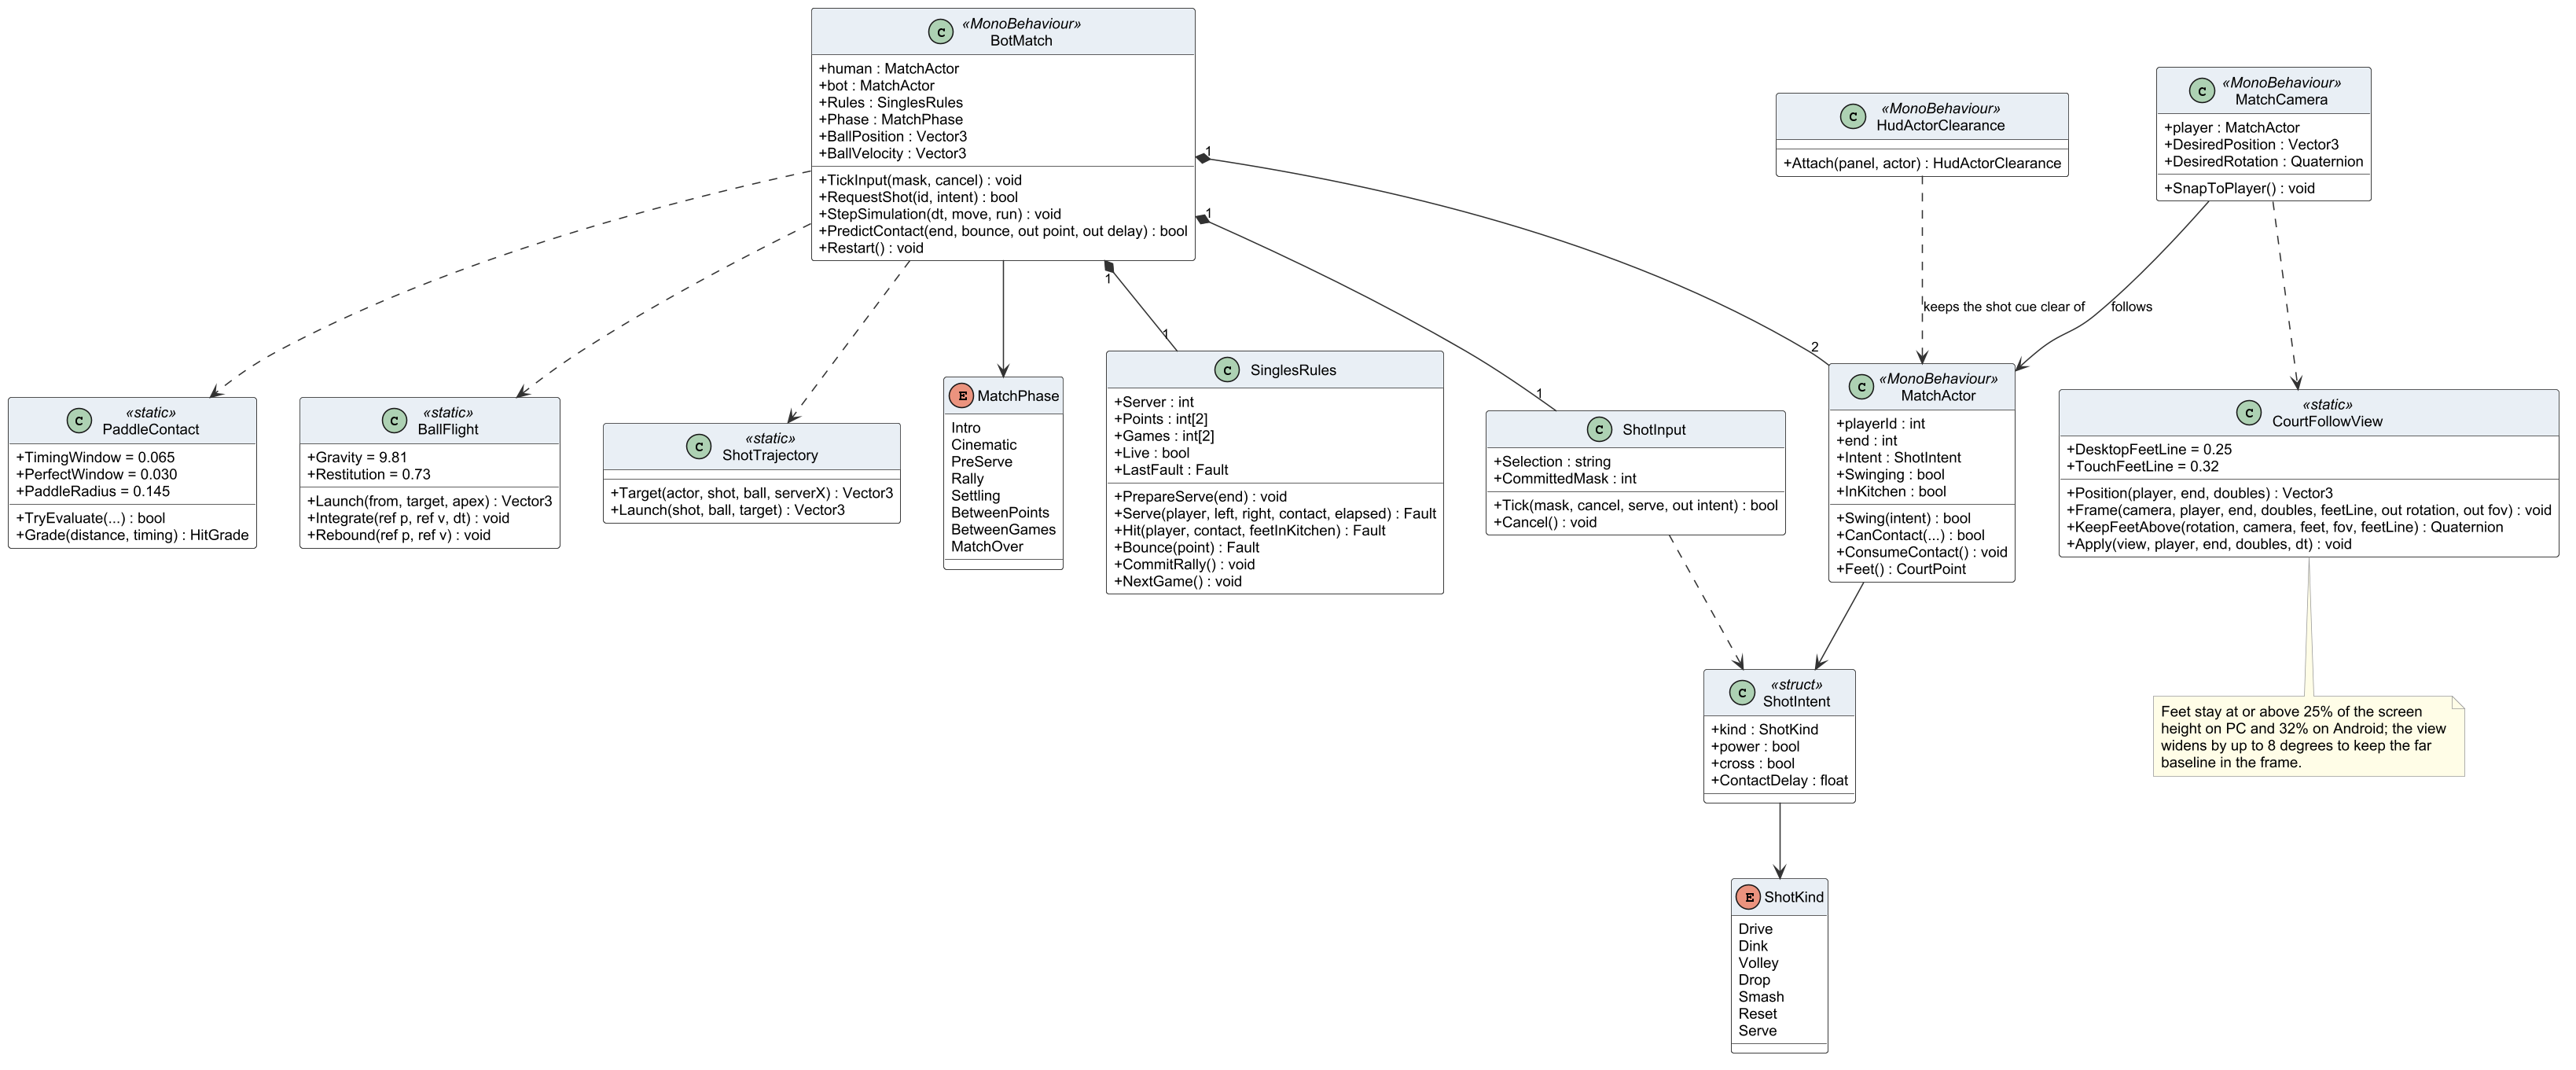 «MonoBehaviour»
BotMatch
+human : MatchActor
+bot : MatchActor
+Rules : SinglesRules
+Phase : MatchPhase
+BallPosition : Vector3
+BallVelocity : Vector3
+TickInput(mask, cancel) : void
+RequestShot(id, intent) : bool
+StepSimulation(dt, move, run) : void
+PredictContact(end, bounce, out point, out delay) : bool
+Restart() : void
«MonoBehaviour»
HudActorClearance
+Attach(panel, actor) : HudActorClearance
«MonoBehaviour»
MatchCamera
+player : MatchActor
+DesiredPosition : Vector3
+DesiredRotation : Quaternion
+SnapToPlayer() : void
1
1
1
1
1
2
keeps the shot cue clear of
follows
«static»
PaddleContact
+TimingWindow = 0.065
+PerfectWindow = 0.030
+PaddleRadius = 0.145
+TryEvaluate(...) : bool
+Grade(distance, timing) : HitGrade
«static»
BallFlight
+Gravity = 9.81
+Restitution = 0.73
+Launch(from, target, apex) : Vector3
+Integrate(ref p, ref v, dt) : void
+Rebound(ref p, ref v) : void
«static»
ShotTrajectory
+Target(actor, shot, ball, serverX) : Vector3
+Launch(shot, ball, target) : Vector3
MatchPhase
Intro
Cinematic
PreServe
Rally
Settling
BetweenPoints
BetweenGames
MatchOver
SinglesRules
+Server : int
+Points : int[2]
+Games : int[2]
+Live : bool
+LastFault : Fault
+PrepareServe(end) : void
+Serve(player, left, right, contact, elapsed) : Fault
+Hit(player, contact, feetInKitchen) : Fault
+Bounce(point) : Fault
+CommitRally() : void
+NextGame() : void
ShotInput
+Selection : string
+CommittedMask : int
+Tick(mask, cancel, serve, out intent) : bool
+Cancel() : void
«MonoBehaviour»
MatchActor
+playerId : int
+end : int
+Intent : ShotIntent
+Swinging : bool
+InKitchen : bool
+Swing(intent) : bool
+CanContact(...) : bool
+ConsumeContact() : void
+Feet() : CourtPoint
«static»
CourtFollowView
+DesktopFeetLine = 0.25
+TouchFeetLine = 0.32
+Position(player, end, doubles) : Vector3
+Frame(camera, player, end, doubles, feetLine, out rotation, out fov) : void
+KeepFeetAbove(rotation, camera, feet, fov, feetLine) : Quaternion
+Apply(view, player, end, doubles, dt) : void
«struct»
ShotIntent
+kind : ShotKind
+power : bool
+cross : bool
+ContactDelay : float
Feet stay at or above 25% of the screen
height on PC and 32% on Android; the view
widens by up to 8 degrees to keep the far
baseline in the frame.
ShotKind
Drive
Dink
Volley
Drop
Smash
Reset
Serve